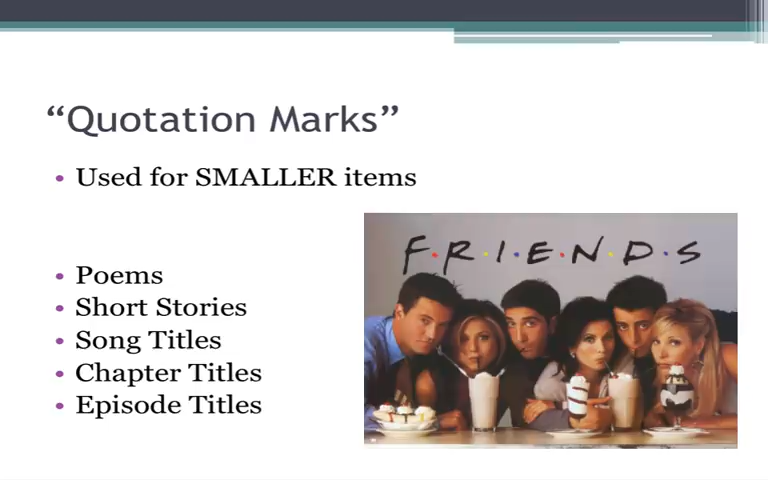 “Quotation Marks”
• Used for SMALLER items
• Poems
• Short Stories
• Song Titles
• Chapter Titles
• Episode Titles
F·R·I·E·N·D·S